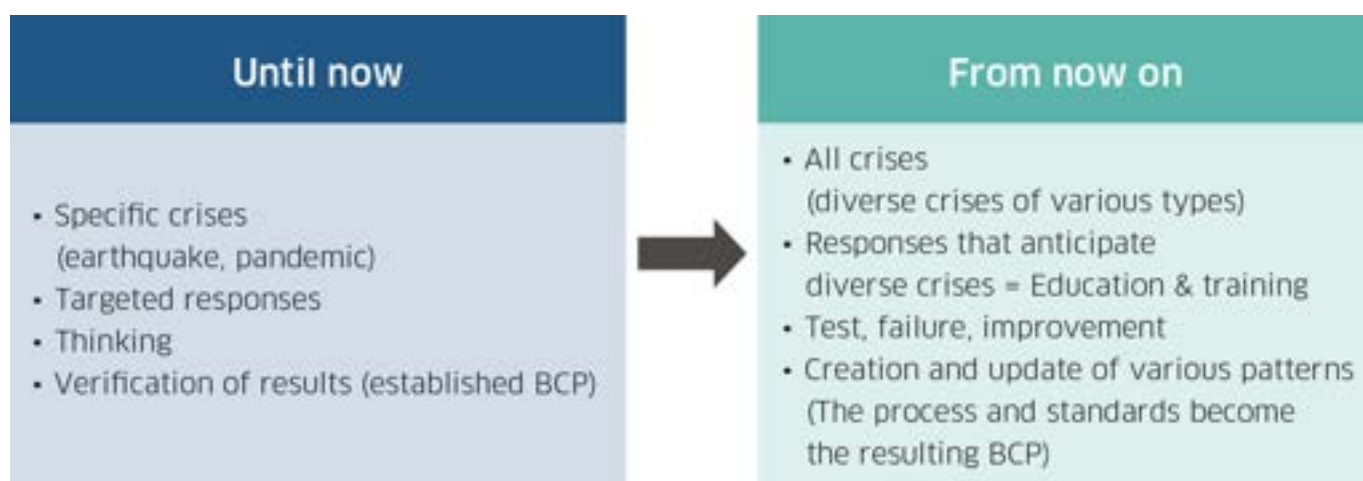 Until now
• Specific crises
(earthquake, pandemic)
• Targeted responses
• Thinking
• Verification of results (established BCP)
From now on
• All crises
(diverse crises of various types)
• Responses that anticipate
diverse crises = Education & training
• Test, failure, improvement
• Creation and update of various patterns
(The process and standards become
the resulting BCP)